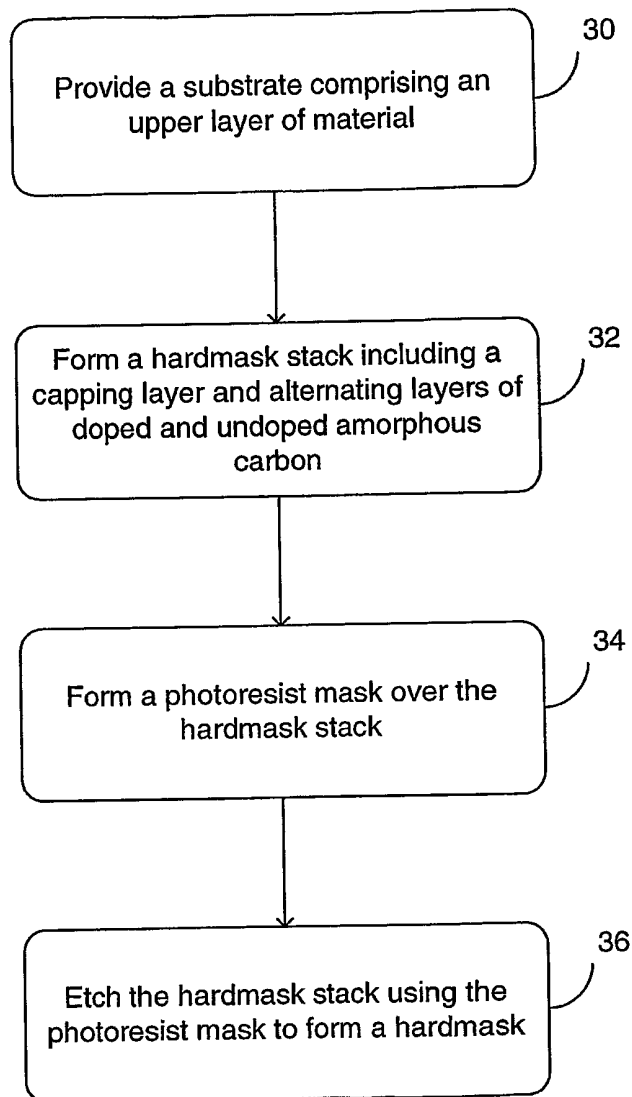 30
Provide a substrate comprising an
upper layer of material
32
Form a hardmask stack including a
capping layer and alternating layers of
doped and undoped amorphous
carbon
34
Form a photoresist mask over the
hardmask stack
36
Etch the hardmask stack using the
photoresist mask to form a hardmask